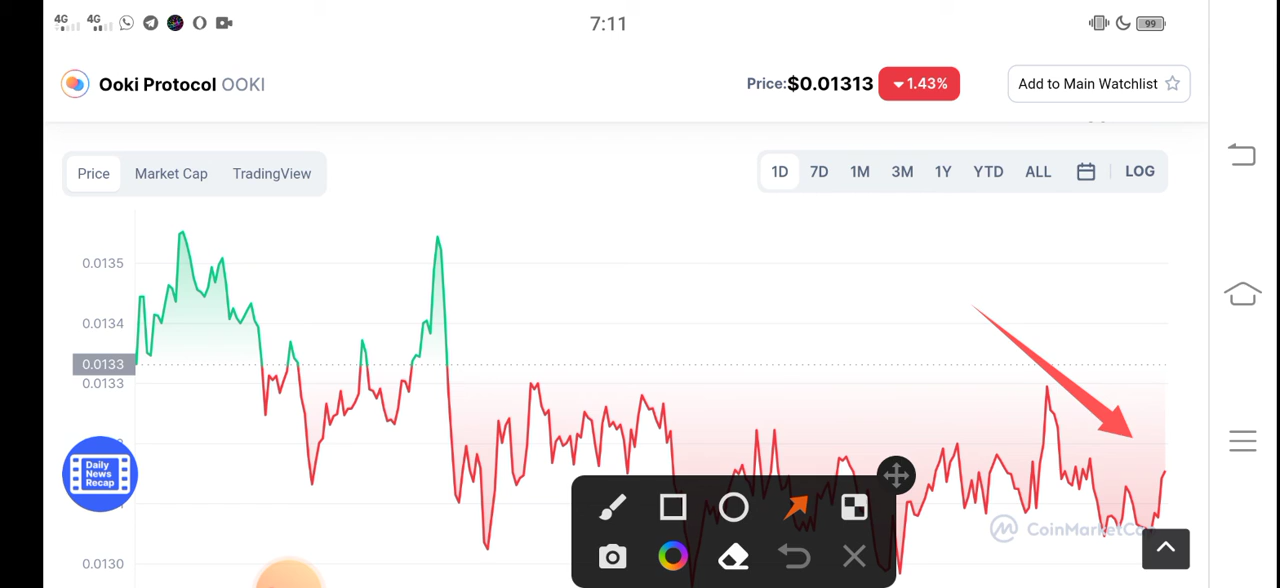 4G 4G 7:11 99
Ooki Protocol OOKI Price:$0.01313 1.43% Add to Main Watchlist
Price Market Cap TradingView 1D 7D 1M 3M 1Y YTD ALL LOG
0.0135
0.0134
0.0133
0.0133
Daily
News
Recap
CoinMarketCa
0.0130